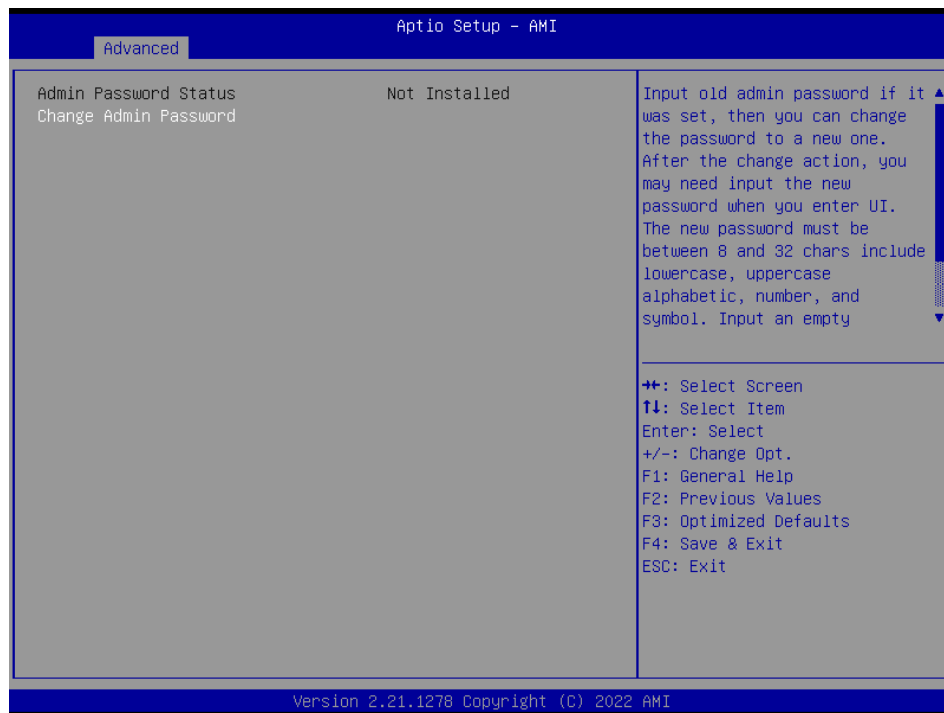 Aptio Setup – AMI
Advanced
Admin Password Status Not Installed
Change Admin Password
Input old admin password if it
was set, then you can change
the password to a new one.
After the change action, you
may need input the new
password when you enter UI.
The new password must be
between 8 and 32 chars include
lowercase, uppercase
alphabetic, number, and
symbol. Input an empty
→←: Select Screen
↑↓: Select Item
Enter: Select
+/-: Change Opt.
F1: General Help
F2: Previous Values
F3: Optimized Defaults
F4: Save & Exit
ESC: Exit
Version 2.21.1278 Copyright (C) 2022 AMI